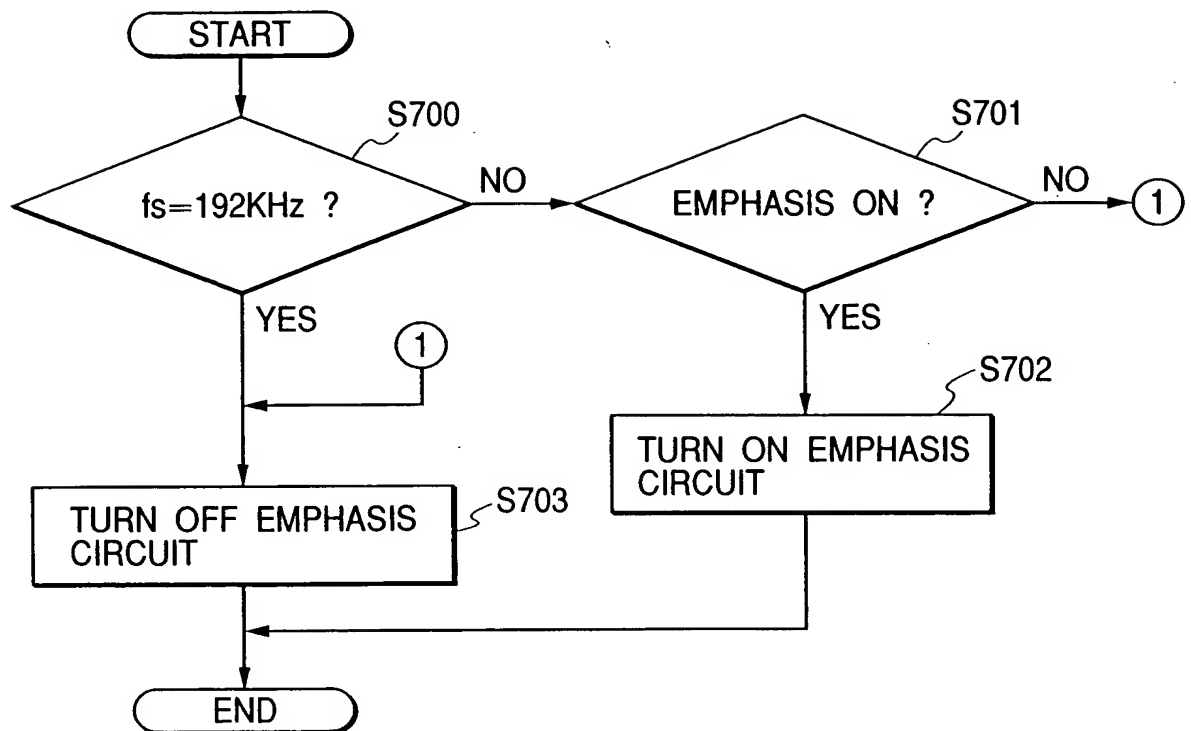 START
S700
fs=192KHz ?
NO
S701
EMPHASIS ON ?
NO
1
YES
1
YES
S702
TURN ON EMPHASIS
CIRCUIT
S703
TURN OFF EMPHASIS
CIRCUIT
END